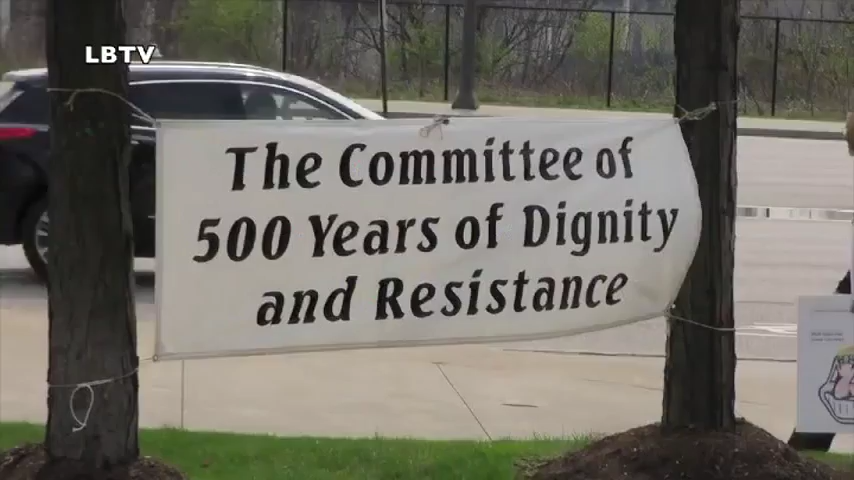 LBTV
The Committee of
500 Years of Dignity
and Resistance